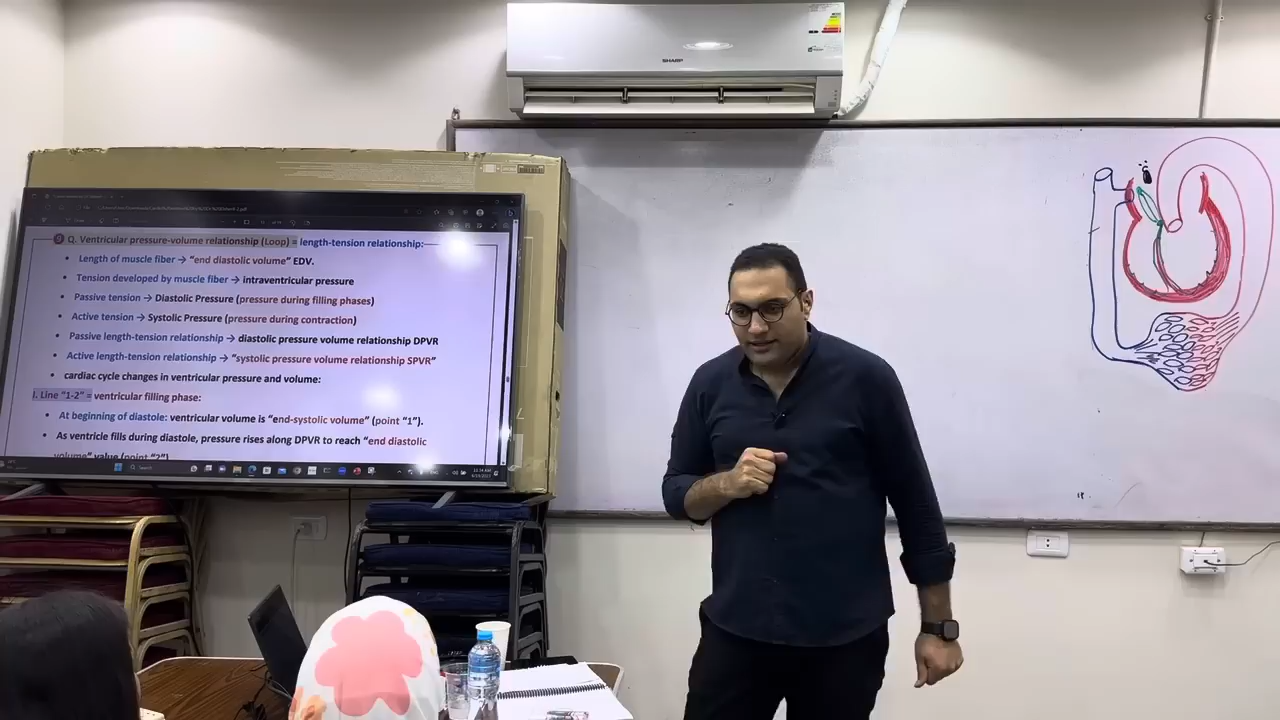 SHARP
Q. Ventricular pressure-volume relationship (Loop) = length-tension relationship:
• Length of muscle fiber → “end diastolic volume” EDV.
• Tension developed by muscle fiber → intraventricular pressure
• Passive tension → Diastolic Pressure (pressure during filling phases)
• Active tension → Systolic Pressure (pressure during contraction)
• Passive length-tension relationship → diastolic pressure volume relationship DPVR
• Active length-tension relationship → “systolic pressure volume relationship SPVR”
• cardiac cycle changes in ventricular pressure and volume:
I. Line “1-2” = ventricular filling phase:
• At beginning of diastole: ventricular volume is “end-systolic volume” (point “1”).
• As ventricle fills during diastole, pressure rises along DPVR to reach “end diastolic
volume” value (point “2”)
Search